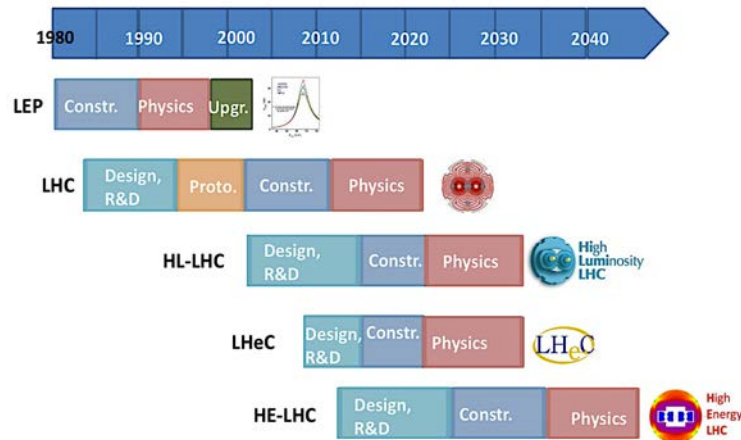 1980 1990 2000 2010 2020 2030 2040
LEP Constr. Physics Upgr.
LHC Design, R&D Proto. Constr. Physics
HL-LHC Design, R&D Constr. Physics High Luminosity LHC
LHeC Design, R&D Constr. Physics LHeC
HE-LHC Design, R&D Constr. Physics High Energy LHC